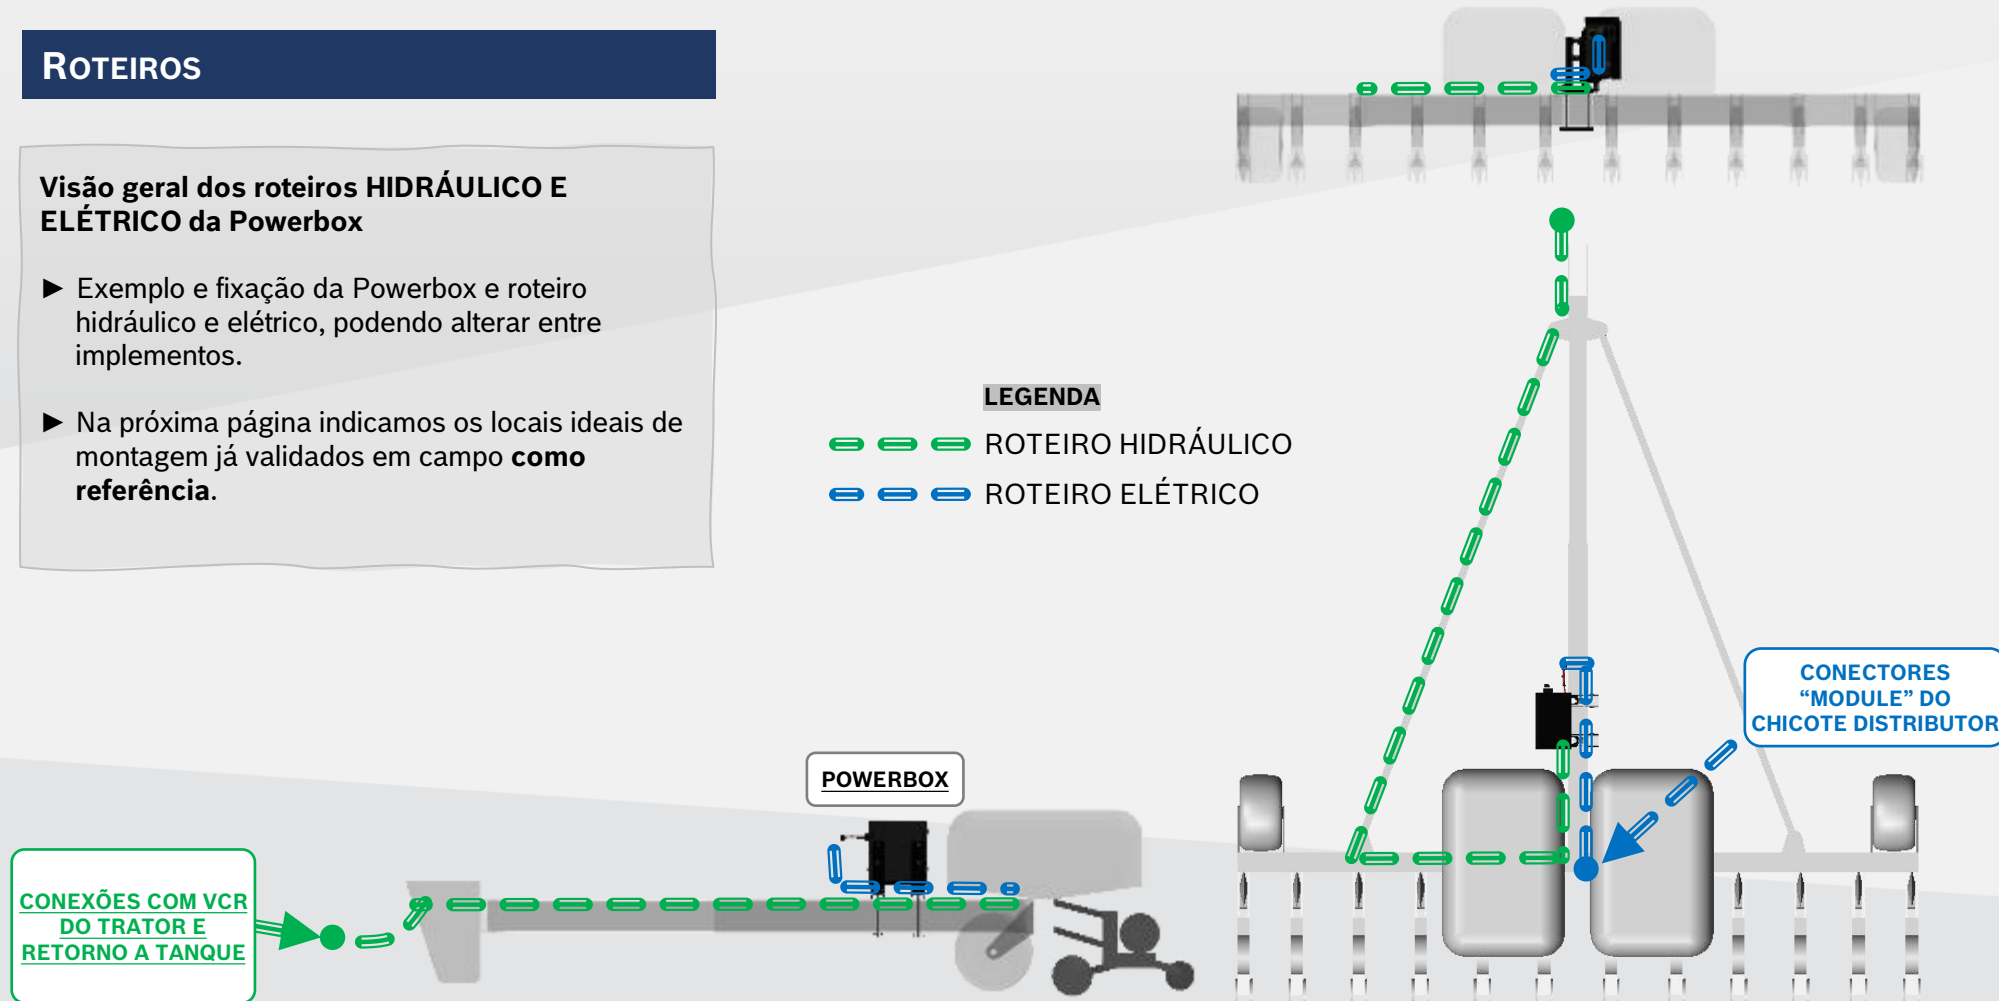 ROTEIROS
Visão geral dos roteiros HIDRÁULICO E
ELÉTRICO da Powerbox
► Exemplo e fixação da Powerbox e roteiro
hidráulico e elétrico, podendo alterar entre
implementos.
► Na próxima página indicamos os locais ideais de
montagem já validados em campo como
referência.
LEGENDA
ROTEIRO HIDRÁULICO
ROTEIRO ELÉTRICO
CONECTORES
“MODULE” DO
CHICOTE DISTRIBUTOR
POWERBOX
CONEXÕES COM VCR
DO TRATOR E
RETORNO A TANQUE